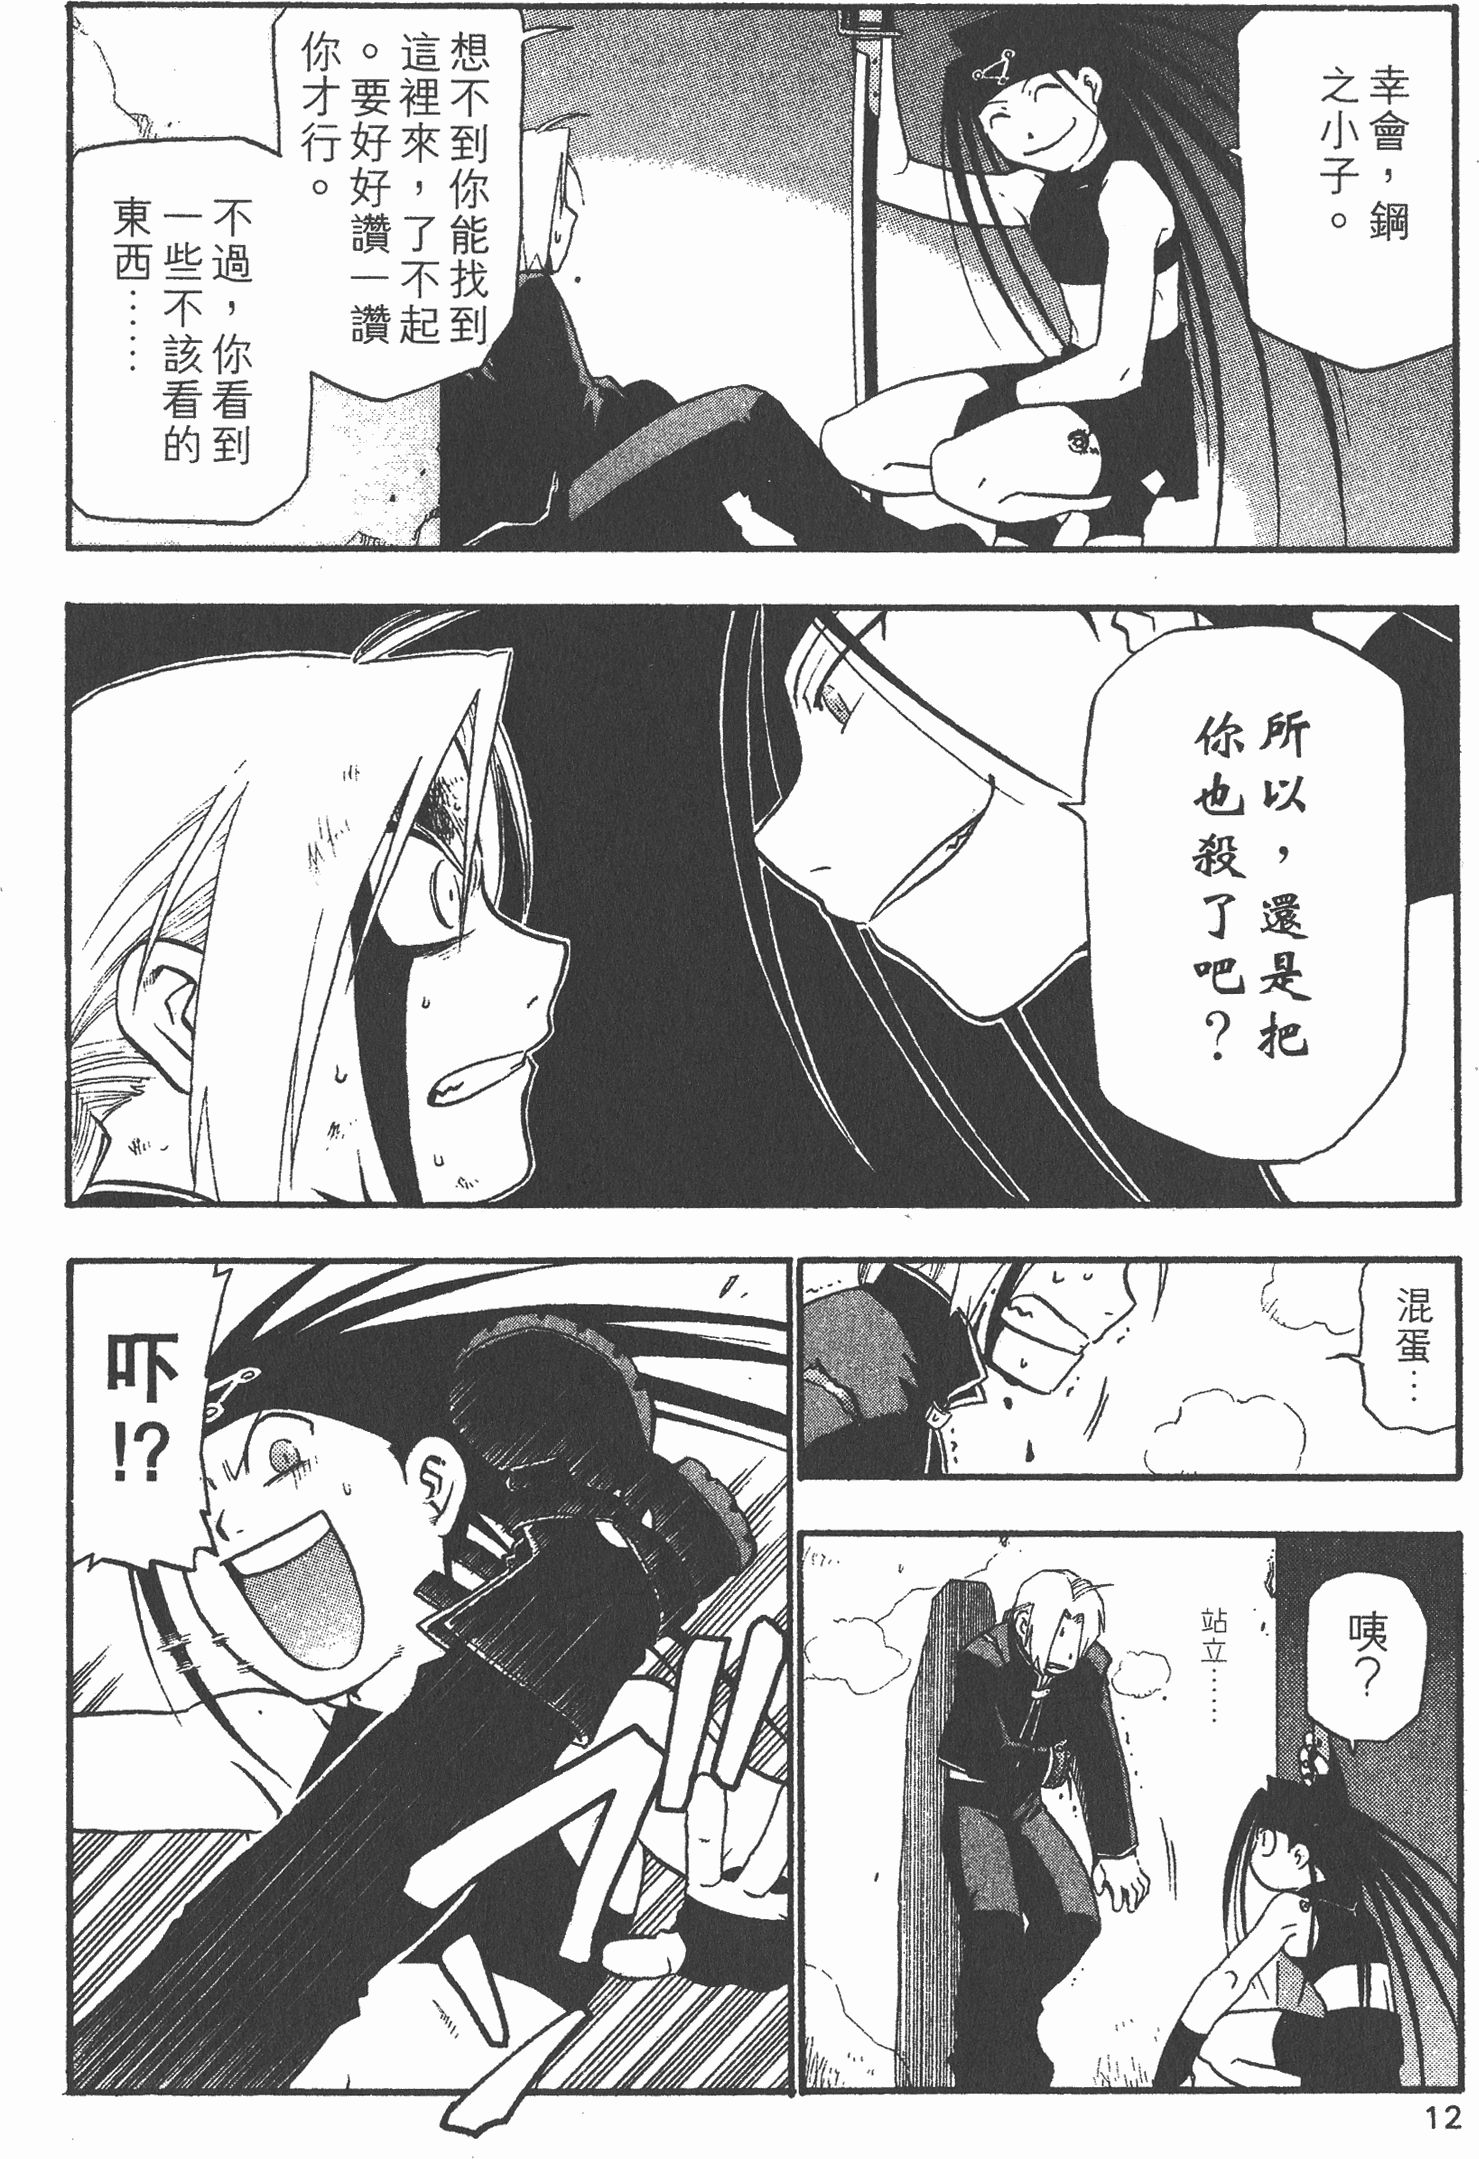 幸會，鋼
之小子。
想不到你能找到
這裡來，了不起
。要好好讚一讚
你才行。
不過，你看到
一些不該看的
東西……
所以，還是把
你也殺了吧？
混蛋…
咦？
站立……
吓!?
12